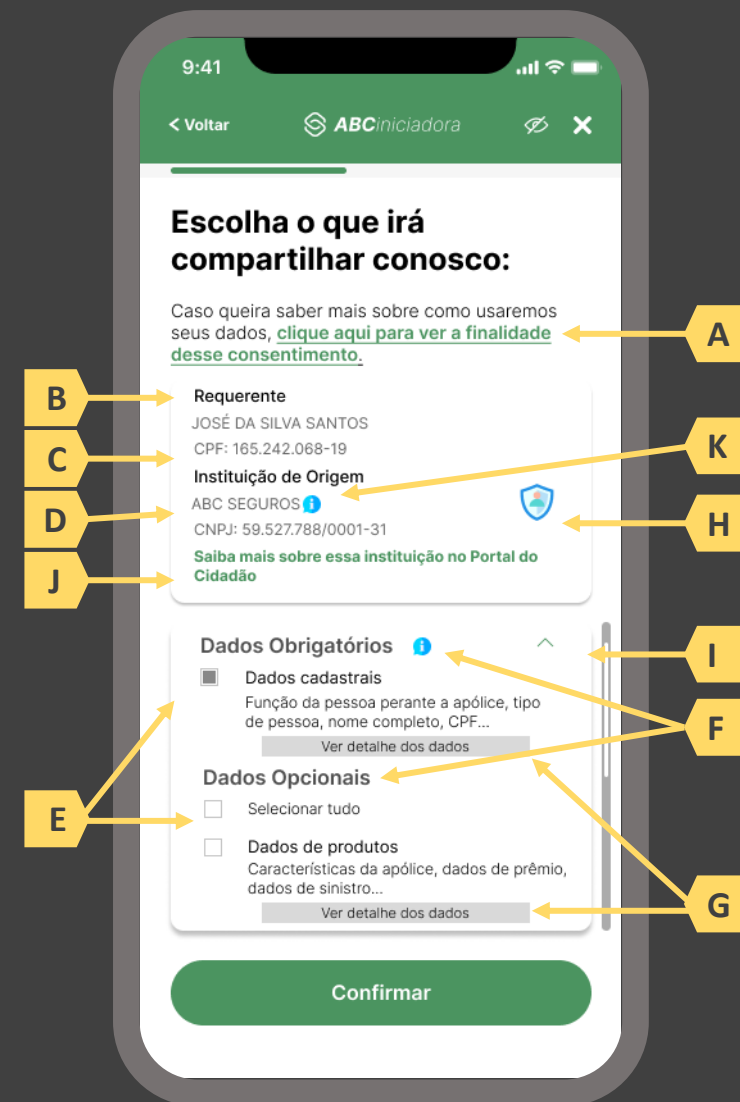 9:41
< Voltar
ABCiniciadora
Escolha o que irá
compartilhar conosco:
Caso queira saber mais sobre como usaremos
seus dados, clique aqui para ver a finalidade
desse consentimento.
A
B
Requerente
JOSÉ DA SILVA SANTOS
C
CPF: 165.242.068-19
K
Instituição de Origem
D
ABC SEGUROS
H
CNPJ: 59.527.788/0001-31
J
Saiba mais sobre essa instituição no Portal do
Cidadão
I
Dados Obrigatórios
Dados cadastrais
Função da pessoa perante a apólice, tipo
de pessoa, nome completo, CPF...
F
Ver detalhe dos dados
Dados Opcionais
E
Selecionar tudo
Dados de produtos
Características da apólice, dados de prêmio,
dados de sinistro...
G
Ver detalhe dos dados
Confirmar